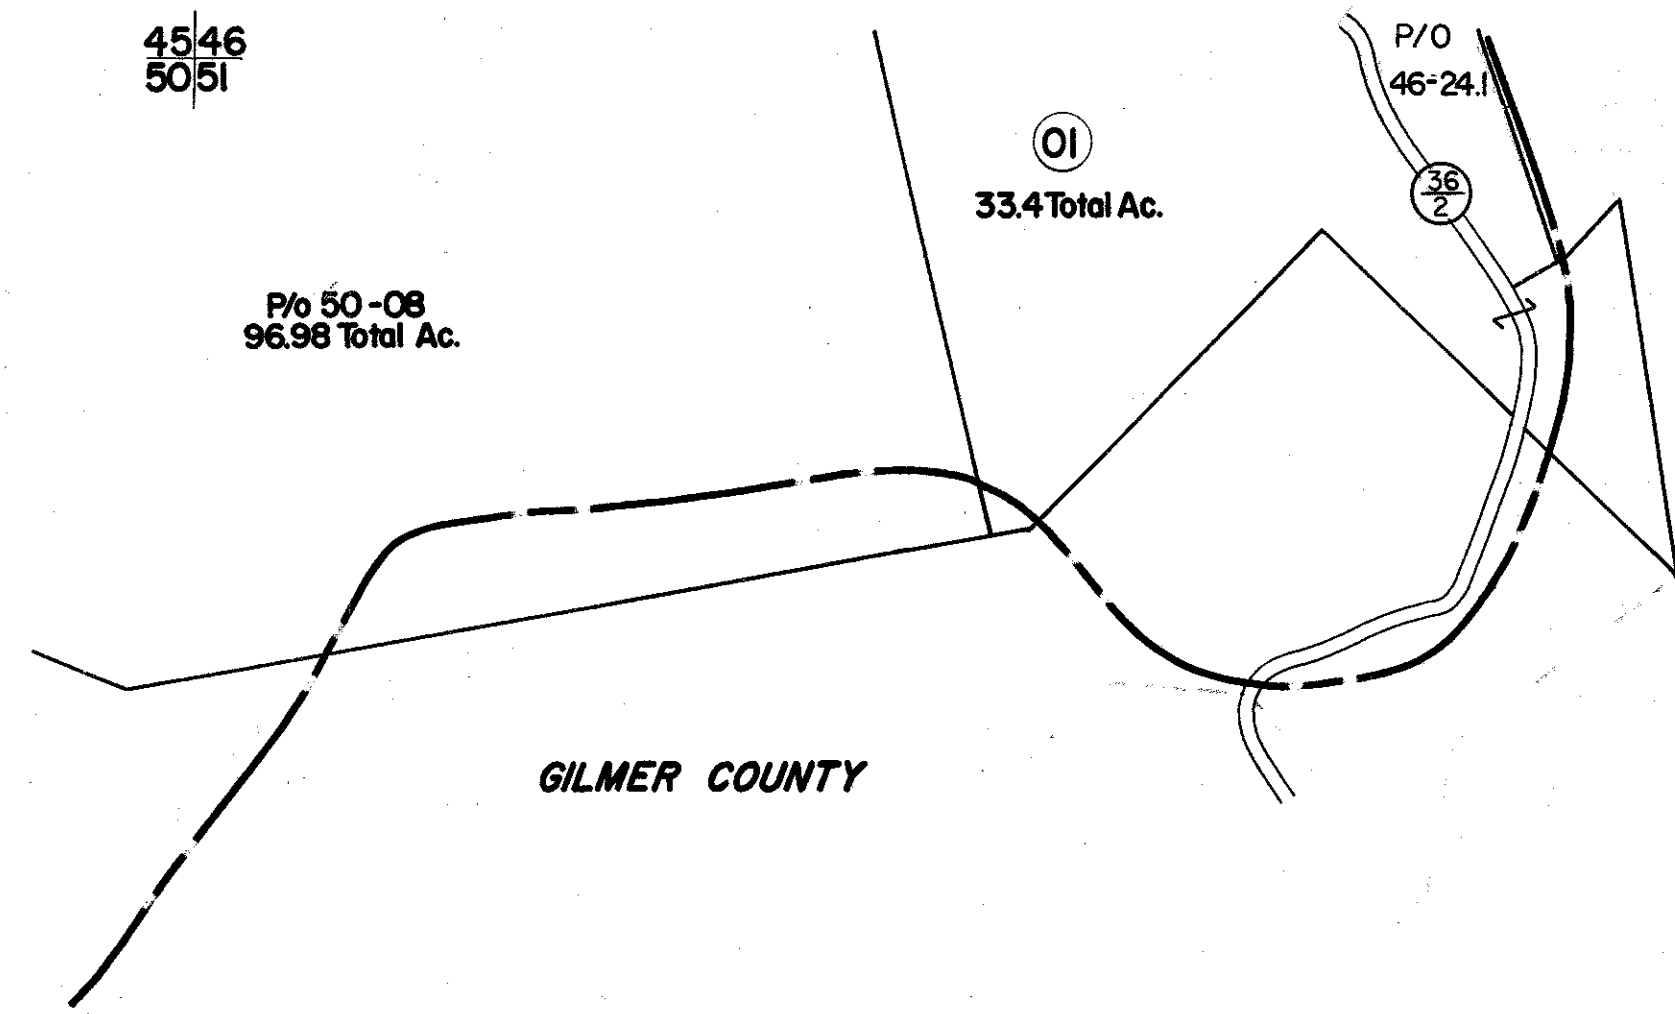 45 46
50 51
P/O
46-24.1
01
33.4 Total Ac.
36
2
P/o 50-08
96.98 Total Ac.
GILMER COUNTY